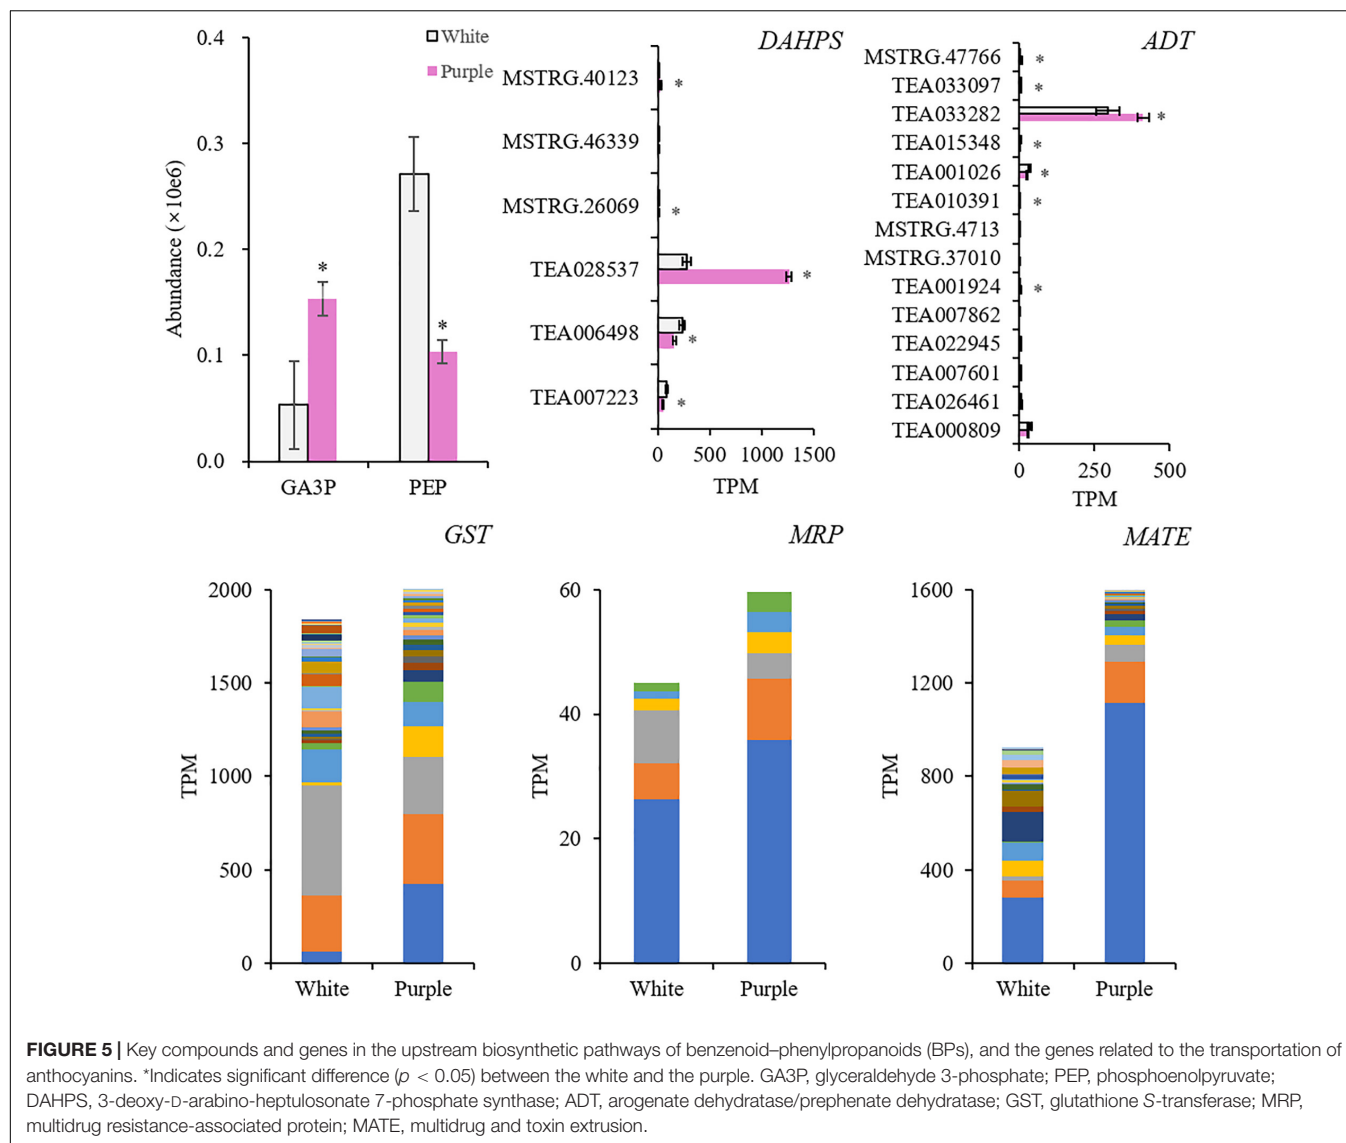 0.4
0.3
0.2
0.1
0.0
Abundance (×10e6)
White
Purple
*
*
GA3P
PEP
DAHPS
MSTRG.40123
*
MSTRG.46339
MSTRG.26069
*
TEA028537
*
TEA006498
*
TEA007223
*
0 500 1000 1500
TPM
ADT
MSTRG.47766
*
TEA033097
*
TEA033282
*
TEA015348
*
TEA001026
*
TEA010391
*
MSTRG.4713
MSTRG.37010
TEA001924
*
TEA007862
TEA022945
TEA007601
TEA026461
TEA000809
0 250 500
TPM
GST
2000
1500
1000
500
0
TPM
White Purple
MRP
60
40
20
0
TPM
White Purple
MATE
1600
1200
800
400
0
TPM
White Purple
FIGURE 5 | Key compounds and genes in the upstream biosynthetic pathways of benzenoid–phenylpropanoids (BPs), and the genes related to the transportation of
anthocyanins. *Indicates significant difference (p < 0.05) between the white and the purple. GA3P, glyceraldehyde 3-phosphate; PEP, phosphoenolpyruvate;
DAHPS, 3-deoxy-D-arabino-heptulosonate 7-phosphate synthase; ADT, arogenate dehydratase/prephenate dehydratase; GST, glutathione S-transferase; MRP,
multidrug resistance-associated protein; MATE, multidrug and toxin extrusion.